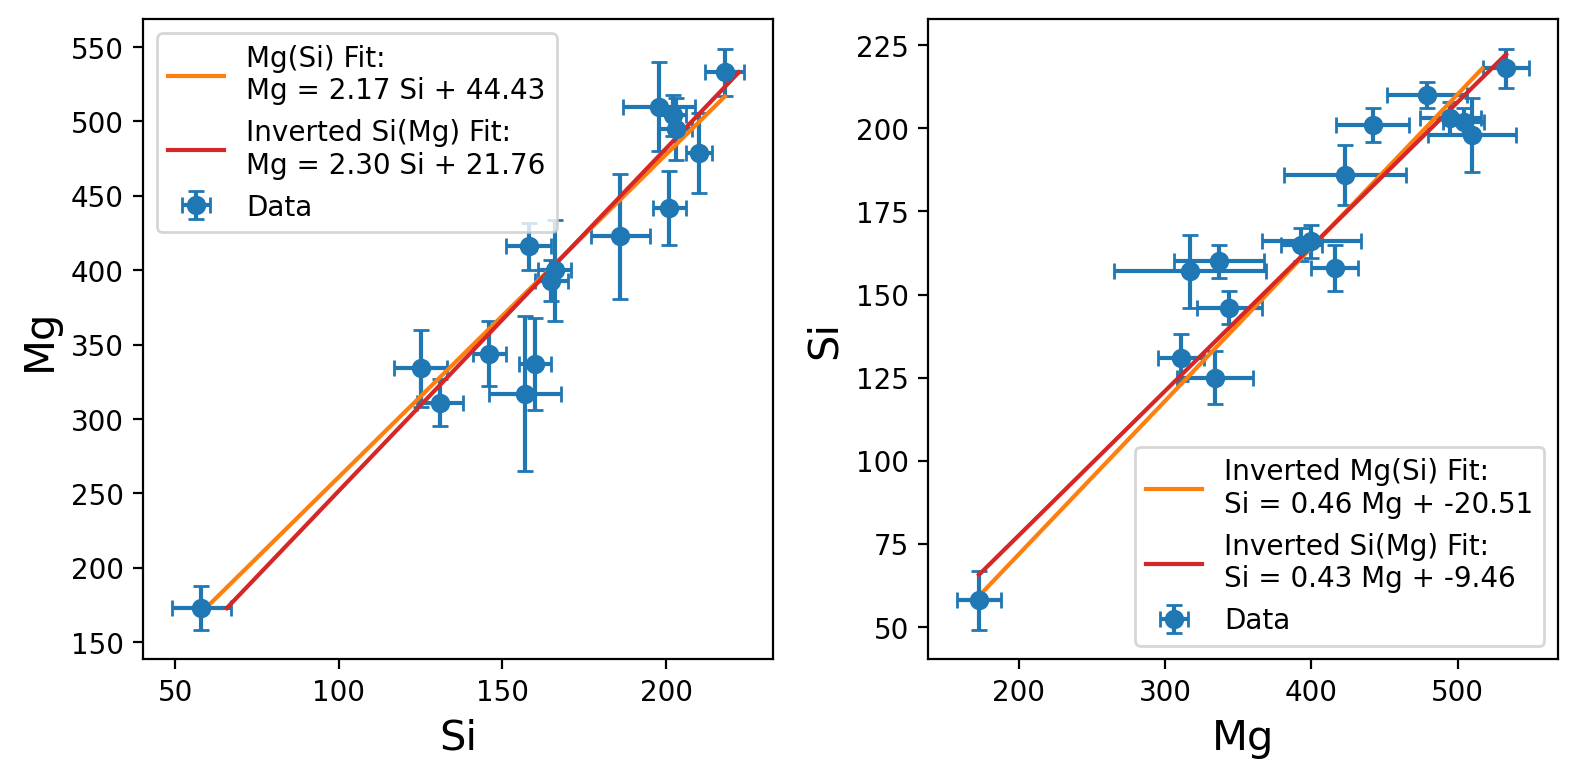 Mg(Si) Fit:
Mg = 2.17 Si + 44.43
Inverted Si(Mg) Fit:
Mg = 2.30 Si + 21.76
Data
550
500
450
400
350
300
250
200
150
50
100
150
200
Mg
Si
225
200
175
150
125
100
75
50
200
300
400
500
Si
Mg
Inverted Mg(Si) Fit:
Si = 0.46 Mg + -20.51
Inverted Si(Mg) Fit:
Si = 0.43 Mg + -9.46
Data